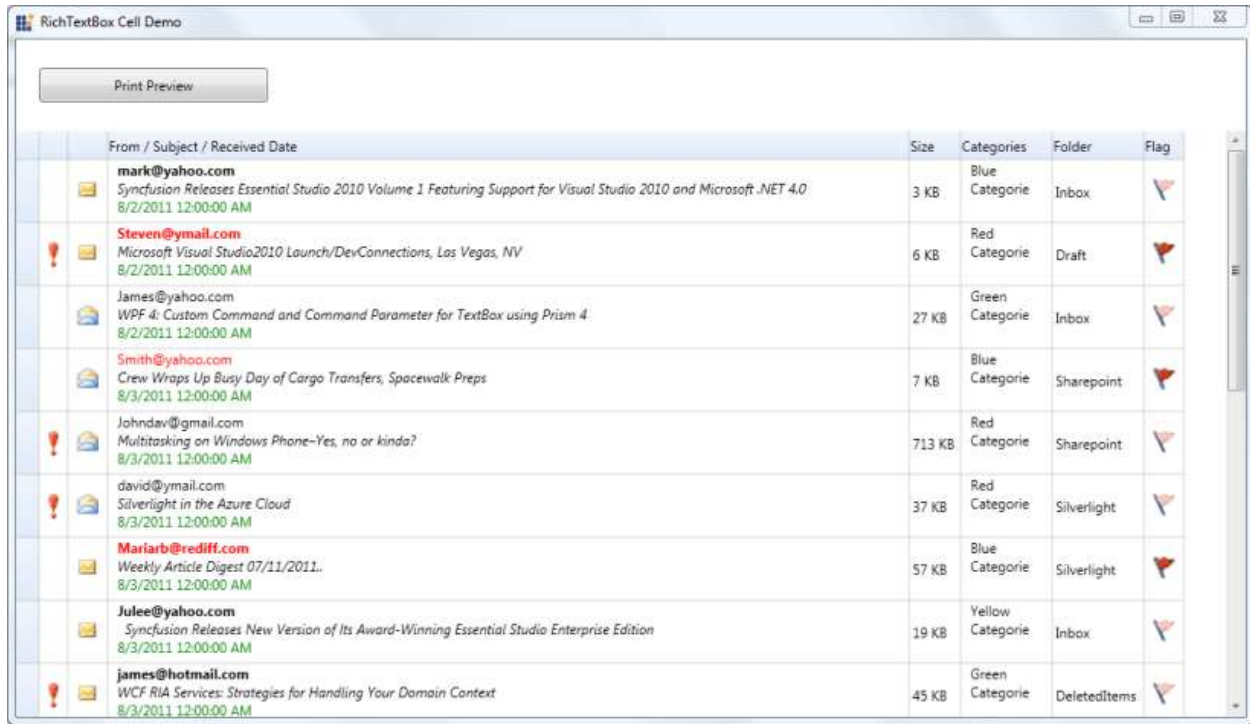 RichTextBox Cell Demo
Print Preview
From / Subject / Received Date Size Categories Folder Flag
mark@yahoo.com Blue
Syncfusion Releases Essential Studio 2010 Volume 1 Featuring Support for Visual Studio 2010 and Microsoft .NET 4.0 3 KB Categorie Inbox
8/2/2011 12:00:00 AM
Steven@ymail.com Red
Microsoft Visual Studio2010 Launch/DevConnections, Las Vegas, NV 6 KB Categorie Draft
8/2/2011 12:00:00 AM
James@yahoo.com Green
WPF 4: Custom Command and Command Parameter for TextBox using Prism 4 27 KB Categorie Inbox
8/2/2011 12:00:00 AM
Smith@yahoo.com Blue
Crew Wraps Up Busy Day of Cargo Transfers, Spacewalk Preps 7 KB Categorie Sharepoint
8/3/2011 12:00:00 AM
Johndav@gmail.com Red
Multitasking on Windows Phone–Yes, no or kinda? 713 KB Categorie Sharepoint
8/3/2011 12:00:00 AM
david@ymail.com Red
Silverlight in the Azure Cloud 37 KB Categorie Silverlight
8/3/2011 12:00:00 AM
Mariarb@rediff.com Blue
Weekly Article Digest 07/11/2011.. 57 KB Categorie Silverlight
8/3/2011 12:00:00 AM
Julee@yahoo.com Yellow
Syncfusion Releases New Version of Its Award-Winning Essential Studio Enterprise Edition 19 KB Categorie Inbox
8/3/2011 12:00:00 AM
james@hotmail.com Green
WCF RIA Services: Strategies for Handling Your Domain Context 45 KB Categorie DeletedItems
8/3/2011 12:00:00 AM